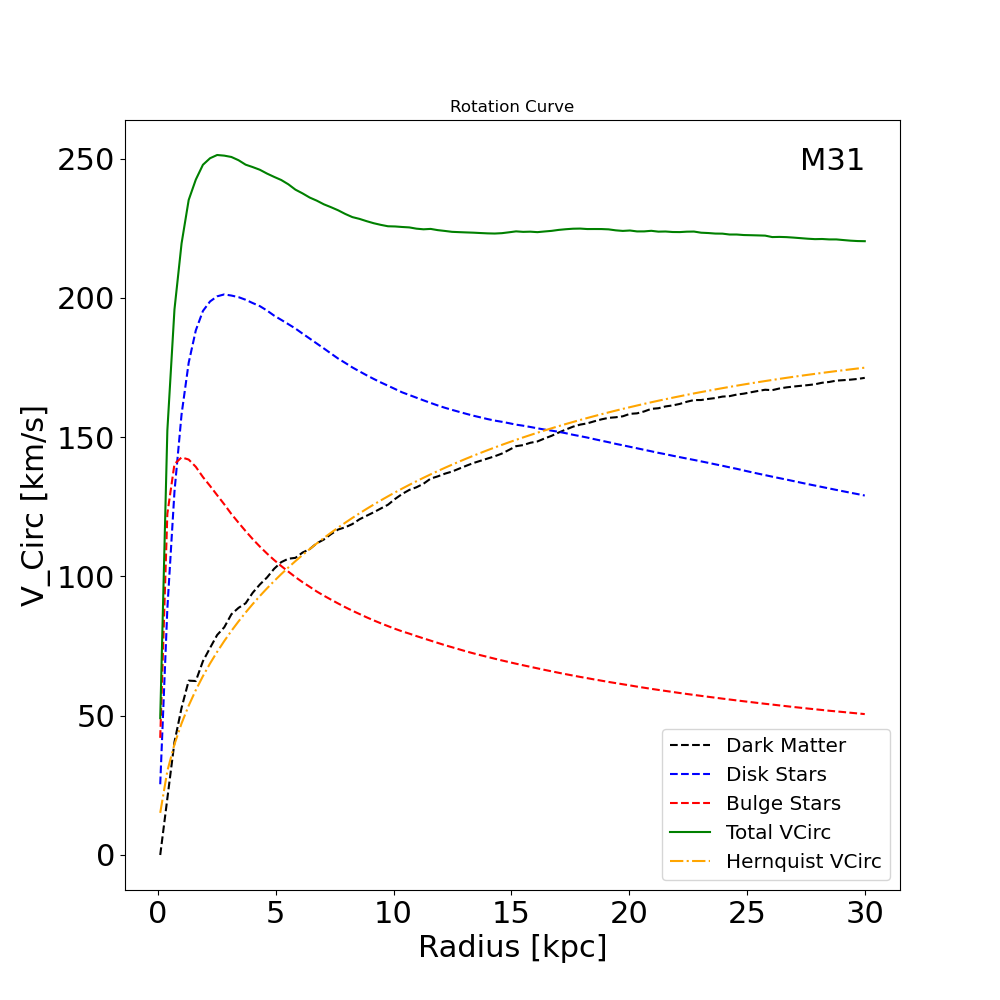 Rotation Curve
M31
V_Circ [km/s]
250
200
150
100
50
0
0 5 10 15 20 25 30
Radius [kpc]
Dark Matter
Disk Stars
Bulge Stars
Total VCirc
Hernquist VCirc